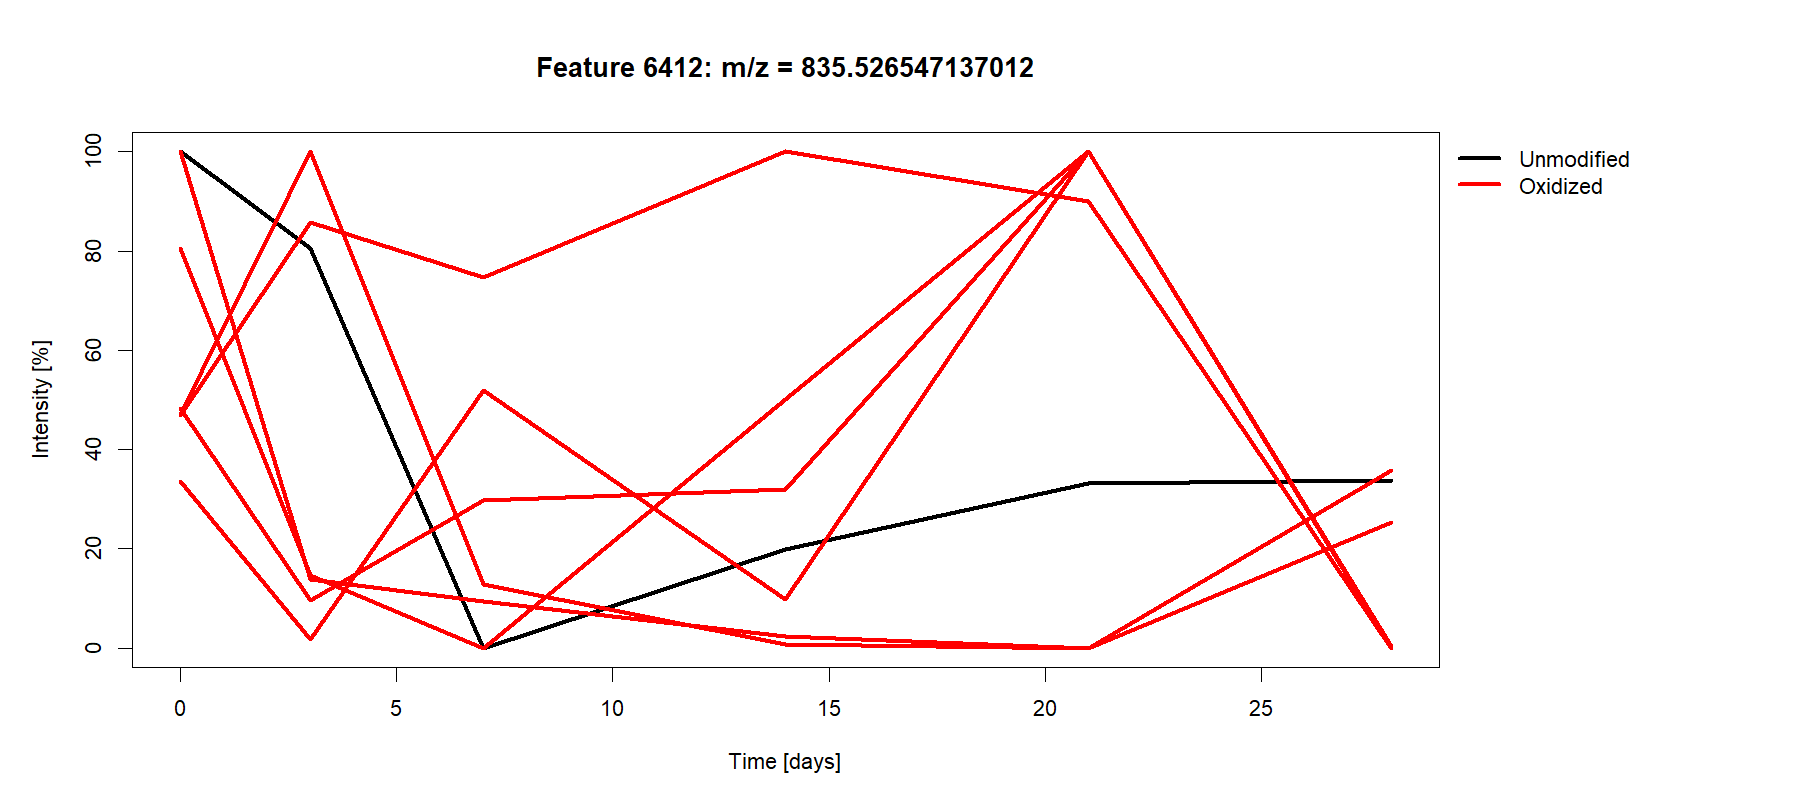 Feature 6412: m/z = 835.526547137012
Unmodified
Oxidized
Intensity [%]
100
80
60
40
20
0
0 5 10 15 20 25
Time [days]